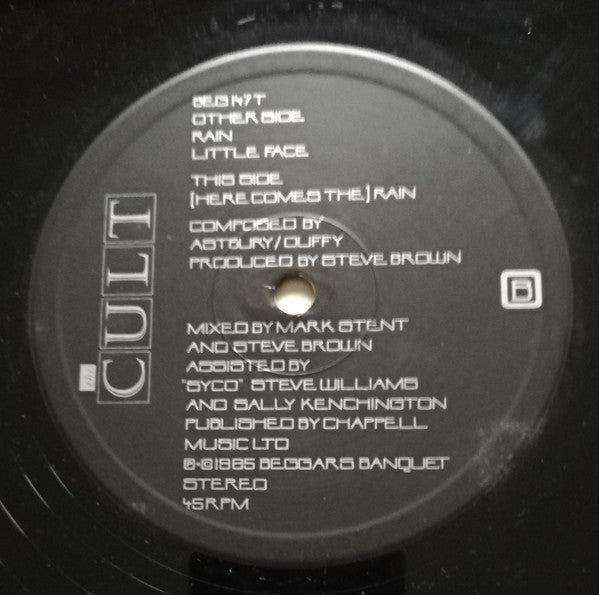 BEG 147 T
OTHER SIDE
RAIN
LITTLE FACE
THIS SIDE
(HERE COMES THE) RAIN
COMPOSED BY
ASTBURY/DUFFY
PRODUCED BY STEVE BROWN
MIXED BY MARK STENT
AND STEVE BROWN
ASSISTED BY
"SYCO" STEVE WILLIAMS
AND SALLY KENCHINGTON
PUBLISHED BY CHAPPELL
MUSIC LTD
℗·©1985 BEGGARS BANQUET
STEREO
45 RPM
THE CULT
B